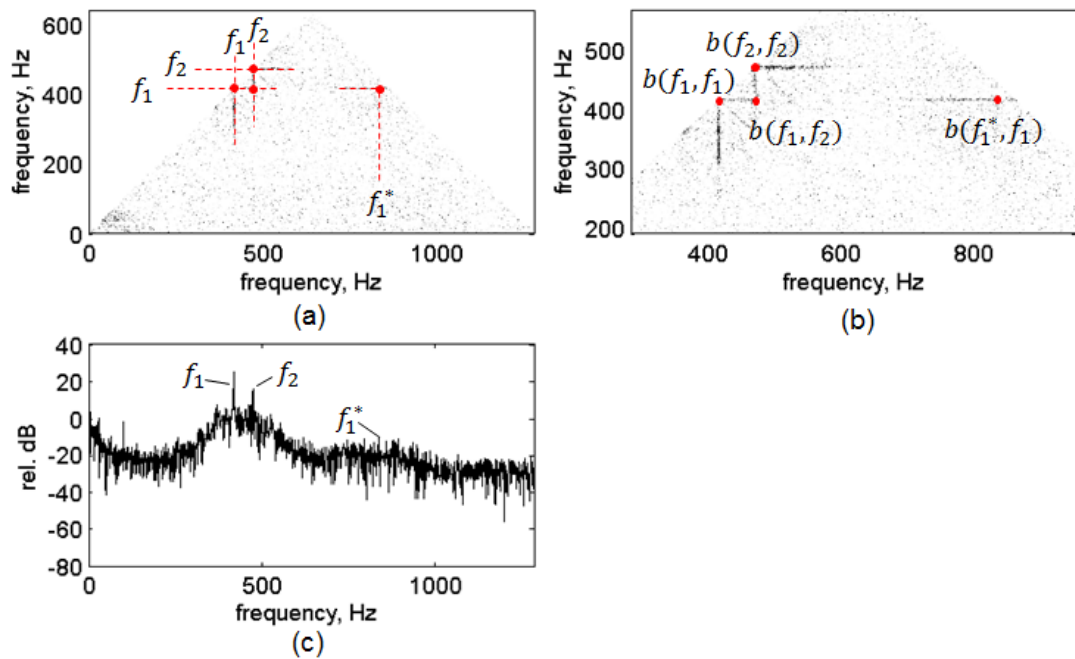 600
400
200
0
frequency, Hz
f₁
f₂
f₂
f₁
f₁*
0 500 1000
frequency, Hz
(a)
500
400
300
200
frequency, Hz
b(f₂, f₂)
b(f₁, f₁)
b(f₁, f₂)
b(f₁*, f₁)
400 600 800
frequency, Hz
(b)
40
20
0
-20
-40
-60
-80
rel. dB
f₁
f₂
f₁*
0 500 1000
frequency, Hz
(c)